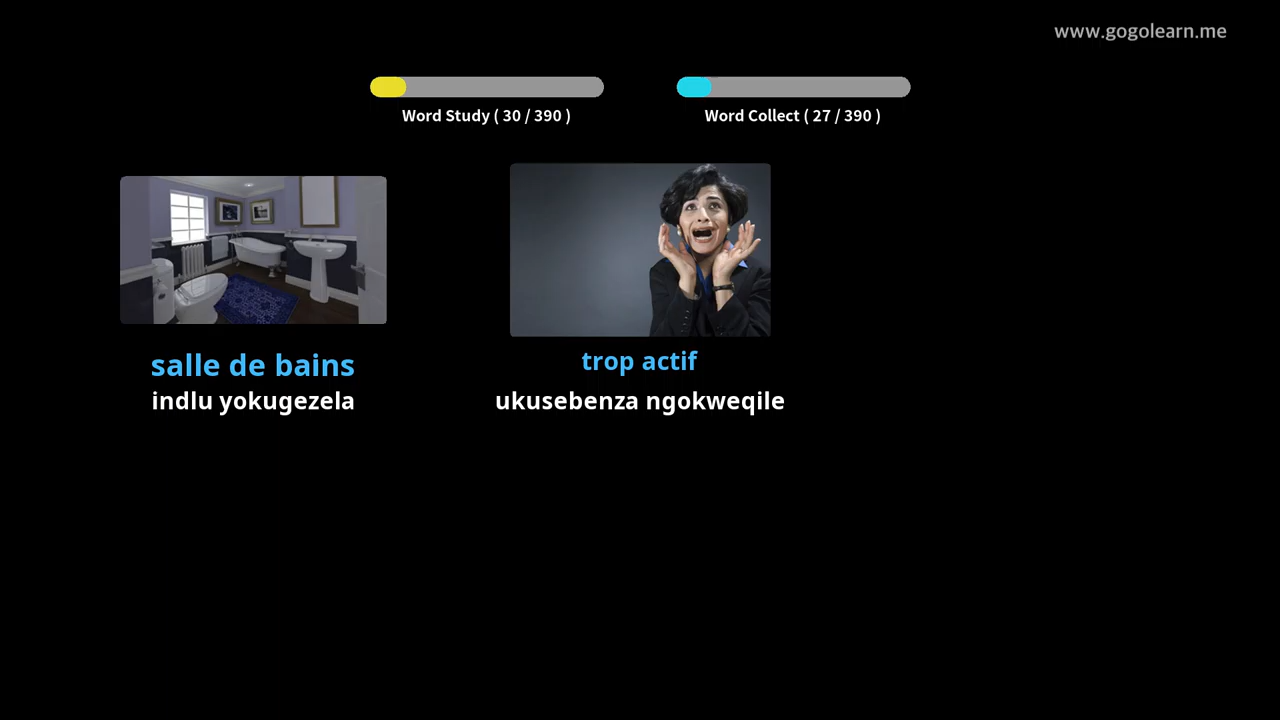 www.gogolearn.me
Word Study ( 30 / 390 )
Word Collect ( 27 / 390 )
salle de bains
indlu yokugezela
trop actif
ukusebenza ngokweqile